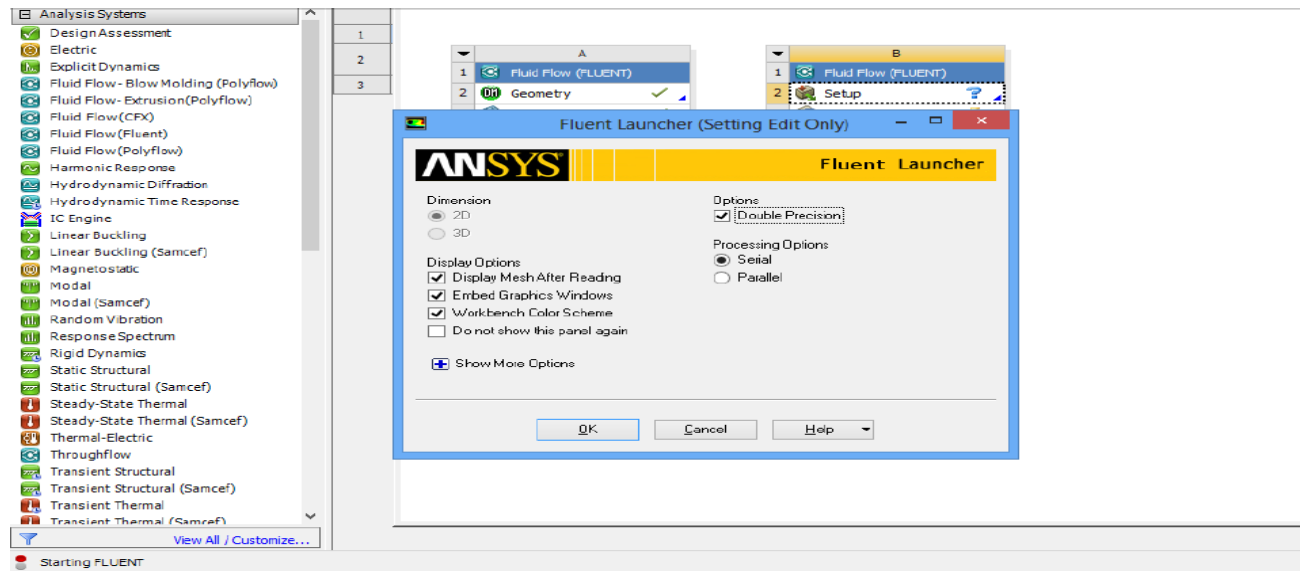 Analysis Systems
Design Assessment
Electric
Explicit Dynamics
Fluid Flow - Blow Molding (Polyflow)
Fluid Flow - Extrusion(Polyflow)
Fluid Flow(CFX)
Fluid Flow(Fluent)
Fluid Flow(Polyflow)
Harmonic Response
Hydrodynamic Diffraction
Hydrodynamic Time Response
IC Engine
Linear Buckling
Linear Buckling (Samcef)
Magnetostatic
Modal
Modal (Samcef)
Random Vibration
Response Spectrum
Rigid Dynamics
Static Structural
Static Structural (Samcef)
Steady-State Thermal
Steady-State Thermal (Samcef)
Thermal-Electric
Throughflow
Transient Structural
Transient Structural (Samcef)
Transient Thermal
Transient Thermal (Samcef)
View All / Customize...
Starting FLUENT
1
2
3
A
1 Fluid Flow (FLUENT)
2 DM Geometry
B
1 Fluid Flow (FLUENT)
2 Setup ?
Fluent Launcher (Setting Edit Only)
ANSYS
Fluent Launcher
Dimension
2D
3D
Display Options
Display Mesh After Reading
Embed Graphics Windows
Workbench Color Scheme
Do not show this panel again
Show More Options
Options
Double Precision
Processing Options
Serial
Parallel
OK
Cancel
Help